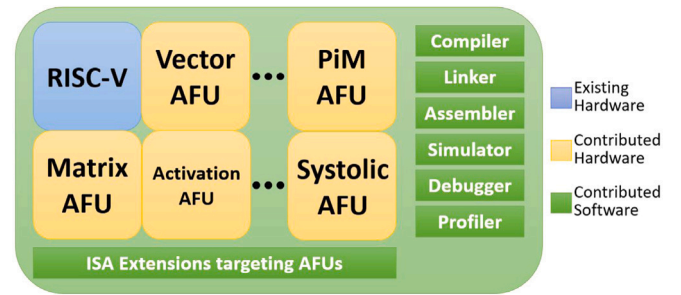 RISC-V
Vector
AFU
•••
PiM
AFU
Matrix
AFU
Activation
AFU
•••
Systolic
AFU
ISA Extensions targeting AFUs
Compiler
Linker
Assembler
Simulator
Debugger
Profiler
Existing
Hardware
Contributed
Hardware
Contributed
Software